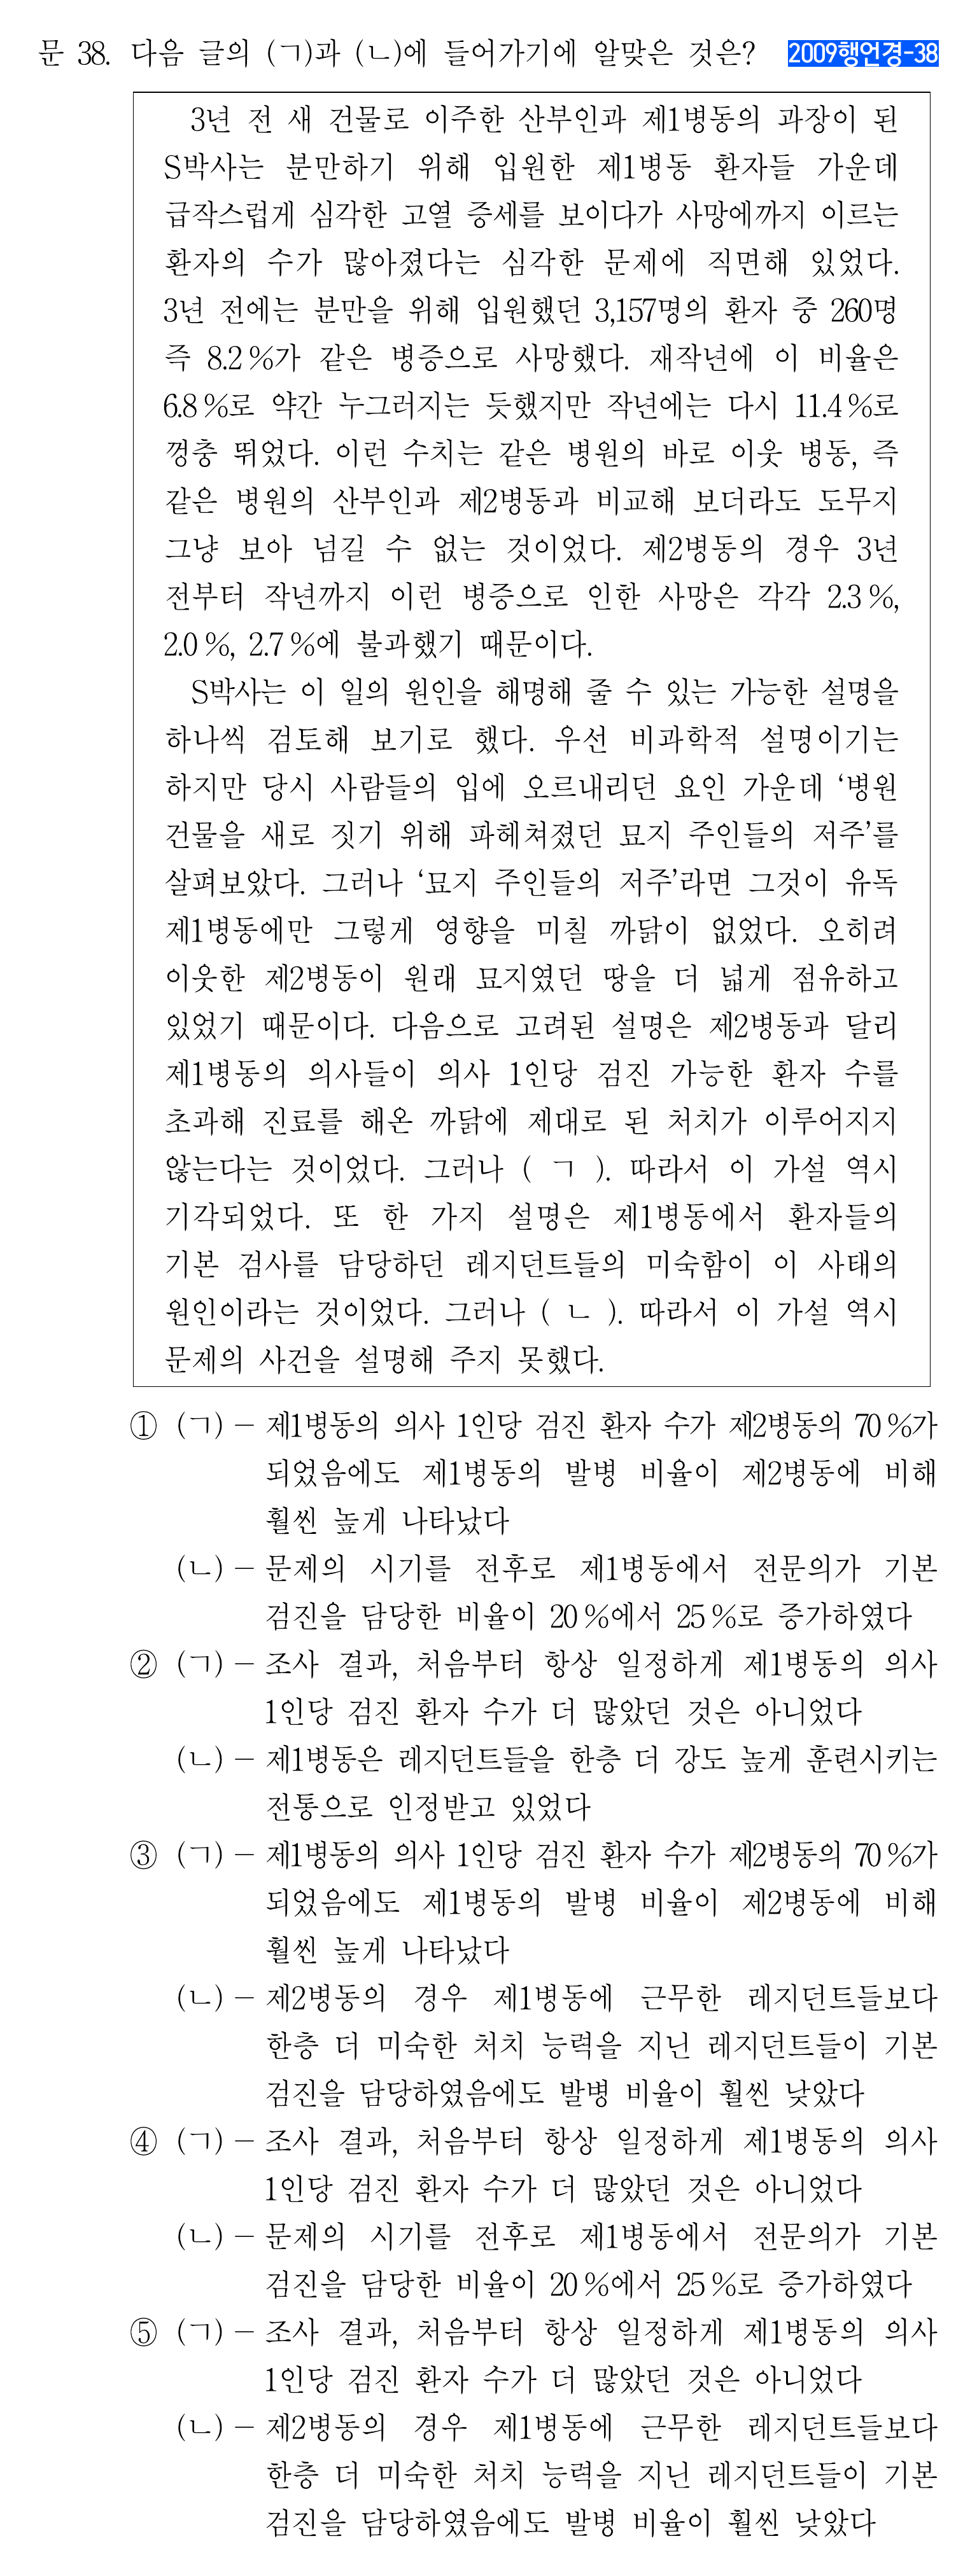 문 38. 다음 글의 (ㄱ)과 (ㄴ)에 들어가기에 알맞은 것은? 2009행언경-38
3년 전 새 건물로 이주한 산부인과 제1병동의 과장이 된
S박사는 분만하기 위해 입원한 제1병동 환자들 가운데
급작스럽게 심각한 고열 증세를 보이다가 사망에까지 이르는
환자의 수가 많아졌다는 심각한 문제에 직면해 있었다.
3년 전에는 분만을 위해 입원했던 3,157명의 환자 중 260명
즉 8.2%가 같은 병증으로 사망했다. 재작년에 이 비율은
6.8%로 약간 누그러지는 듯했지만 작년에는 다시 11.4%로
껑충 뛰었다. 이런 수치는 같은 병원의 바로 이웃 병동, 즉
같은 병원의 산부인과 제2병동과 비교해 보더라도 도무지
그냥 보아 넘길 수 없는 것이었다. 제2병동의 경우 3년
전부터 작년까지 이런 병증으로 인한 사망은 각각 2.3%,
2.0%, 2.7%에 불과했기 때문이다.
S박사는 이 일의 원인을 해명해 줄 수 있는 가능한 설명을
하나씩 검토해 보기로 했다. 우선 비과학적 설명이기는
하지만 당시 사람들의 입에 오르내리던 요인 가운데 ‘병원
건물을 새로 짓기 위해 파헤쳐졌던 묘지 주인들의 저주’를
살펴보았다. 그러나 ‘묘지 주인들의 저주’라면 그것이 유독
제1병동에만 그렇게 영향을 미칠 까닭이 없었다. 오히려
이웃한 제2병동이 원래 묘지였던 땅을 더 넓게 점유하고
있었기 때문이다. 다음으로 고려된 설명은 제2병동과 달리
제1병동의 의사들이 의사 1인당 검진 가능한 환자 수를
초과해 진료를 해온 까닭에 제대로 된 처치가 이루어지지
않는다는 것이었다. 그러나 ( ㄱ ). 따라서 이 가설 역시
기각되었다. 또 한 가지 설명은 제1병동에서 환자들의
기본 검사를 담당하던 레지던트들의 미숙함이 이 사태의
원인이라는 것이었다. 그러나 ( ㄴ ). 따라서 이 가설 역시
문제의 사건을 설명해 주지 못했다.
① (ㄱ) - 제1병동의 의사 1인당 검진 환자 수가 제2병동의 70%가
되었음에도 제1병동의 발병 비율이 제2병동에 비해
훨씬 높게 나타났다
(ㄴ) - 문제의 시기를 전후로 제1병동에서 전문의가 기본
검진을 담당한 비율이 20%에서 25%로 증가하였다
② (ㄱ) - 조사 결과, 처음부터 항상 일정하게 제1병동의 의사
1인당 검진 환자 수가 더 많았던 것은 아니었다
(ㄴ) - 제1병동은 레지던트들을 한층 더 강도 높게 훈련시키는
전통으로 인정받고 있었다
③ (ㄱ) - 제1병동의 의사 1인당 검진 환자 수가 제2병동의 70%가
되었음에도 제1병동의 발병 비율이 제2병동에 비해
훨씬 높게 나타났다
(ㄴ) - 제2병동의 경우 제1병동에 근무한 레지던트들보다
한층 더 미숙한 처치 능력을 지닌 레지던트들이 기본
검진을 담당하였음에도 발병 비율이 훨씬 낮았다
④ (ㄱ) - 조사 결과, 처음부터 항상 일정하게 제1병동의 의사
1인당 검진 환자 수가 더 많았던 것은 아니었다
(ㄴ) - 문제의 시기를 전후로 제1병동에서 전문의가 기본
검진을 담당한 비율이 20%에서 25%로 증가하였다
⑤ (ㄱ) - 조사 결과, 처음부터 항상 일정하게 제1병동의 의사
1인당 검진 환자 수가 더 많았던 것은 아니었다
(ㄴ) - 제2병동의 경우 제1병동에 근무한 레지던트들보다
한층 더 미숙한 처치 능력을 지닌 레지던트들이 기본
검진을 담당하였음에도 발병 비율이 훨씬 낮았다